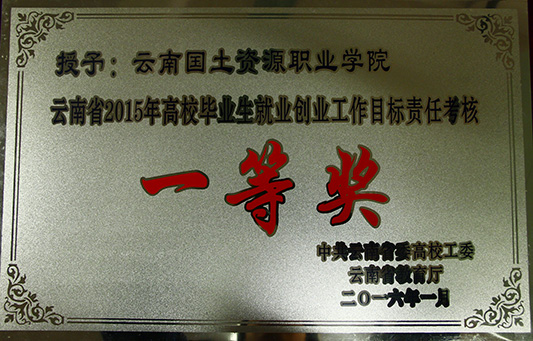 授予：云南国土资源职业学院
云南省2015年高校毕业生就业创业工作目标责任考核
一等奖
中共云南省委高校工委
云南省教育厅
二〇一六年一月